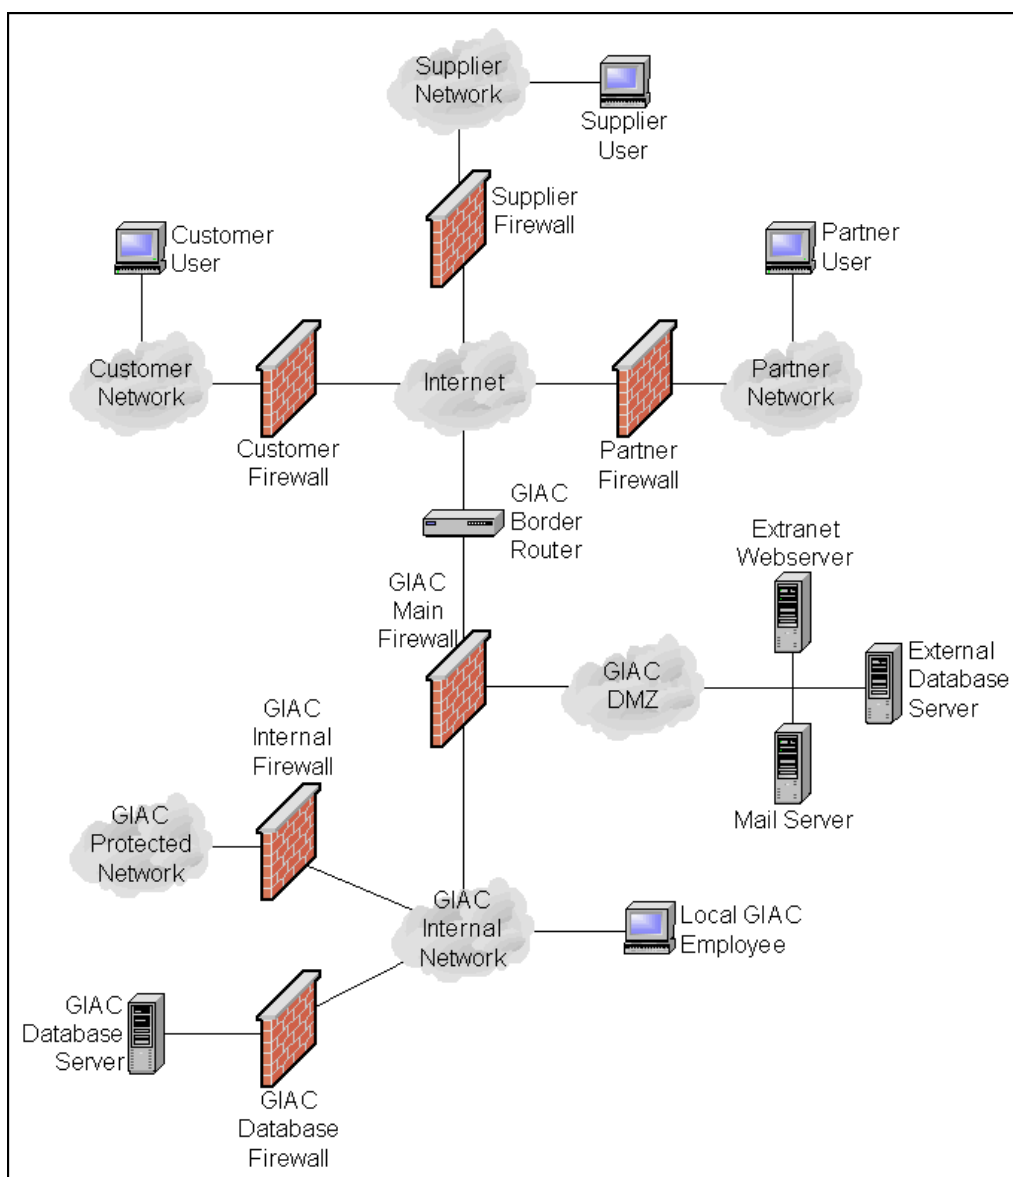 Supplier
Network
Supplier
User
Supplier
Firewall
Customer
User
Partner
User
Customer
Network
Internet
Partner
Network
Customer
Firewall
Partner
Firewall
GIAC
Border
Router
Extranet
Webserver
GIAC
Main
Firewall
GIAC
DMZ
External
Database
Server
GIAC
Internal
Firewall
Mail Server
GIAC
Protected
Network
GIAC
Internal
Network
Local GIAC
Employee
GIAC
Database
Server
GIAC
Database
Firewall